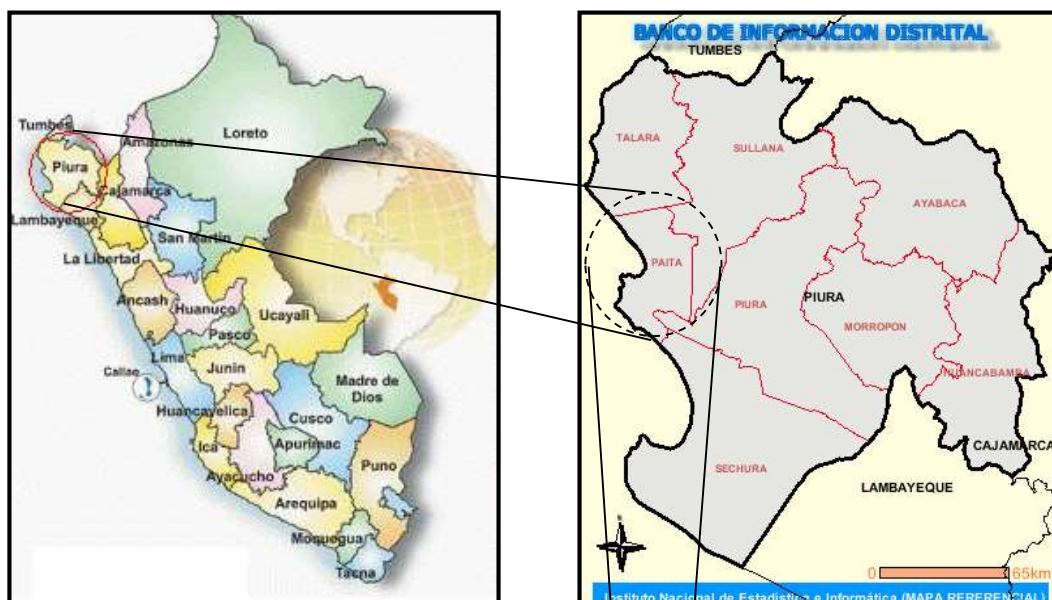 Tumbes
Piura
Amazonas
Loreto
Cajamarca
Lambayeque
San Martin
La Libertad
Ancash
Huanuco
Ucayali
Pasco
Lima
Callao
Junin
Madre de
Dios
Huancavelica
Cusco
Ica
Apurimac
Ayacucho
Puno
Arequipa
Moquegua
Tacna
BANCO DE INFORMACION DISTRITAL
TUMBES
TALARA
SULLANA
AYABACA
PAITA
PIURA
PIURA
MORROPON
HUANCABAMBA
CAJAMARCA
SECHURA
LAMBAYEQUE
N
0 65km
Instituto Nacional de Estadistica e Informática (MAPA REFERENCIAL)